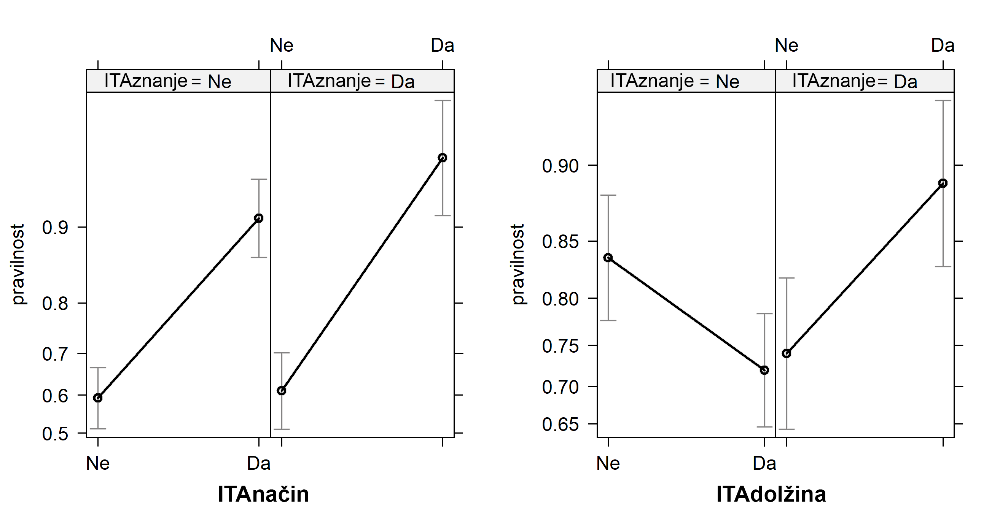 Ne Da
ITAznanje = Ne ITAznanje = Da
pravilnost
0.9
0.8
0.7
0.6
0.5
Ne Da
ITAnačin
Ne Da
ITAznanje = Ne ITAznanje = Da
pravilnost
0.90
0.85
0.80
0.75
0.70
0.65
Ne Da
ITAdolžina